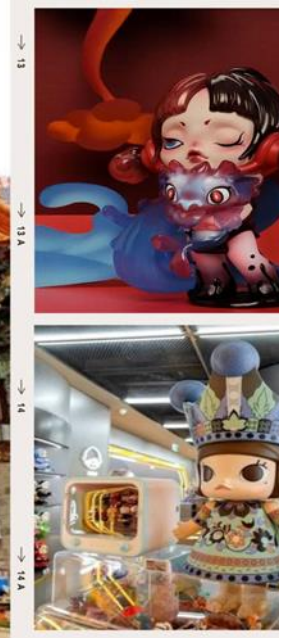 → 13
→ 13 A
→ 14
→ 14 A